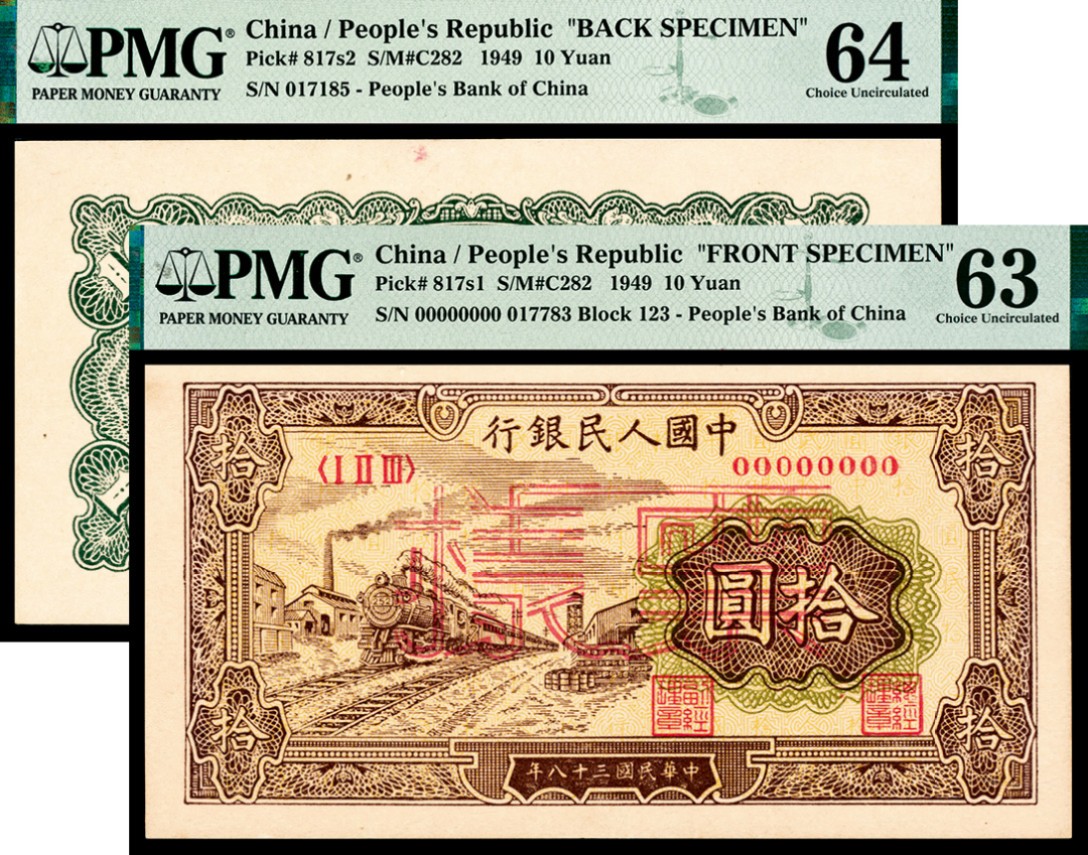 PMG®
PAPER MONEY GUARANTY
China / People's Republic "BACK SPECIMEN"
Pick# 817s2 S/M#C282 1949 10 Yuan
S/N 017185 - People's Bank of China
64
Choice Uncirculated
PMG®
PAPER MONEY GUARANTY
China / People's Republic "FRONT SPECIMEN"
Pick# 817s1 S/M#C282 1949 10 Yuan
S/N 00000000 017783 Block 123 - People's Bank of China
63
Choice Uncirculated
中國人民銀行
拾
拾
〈I II III〉
00000000
拾圓
拾
拾
中華民國三十八年